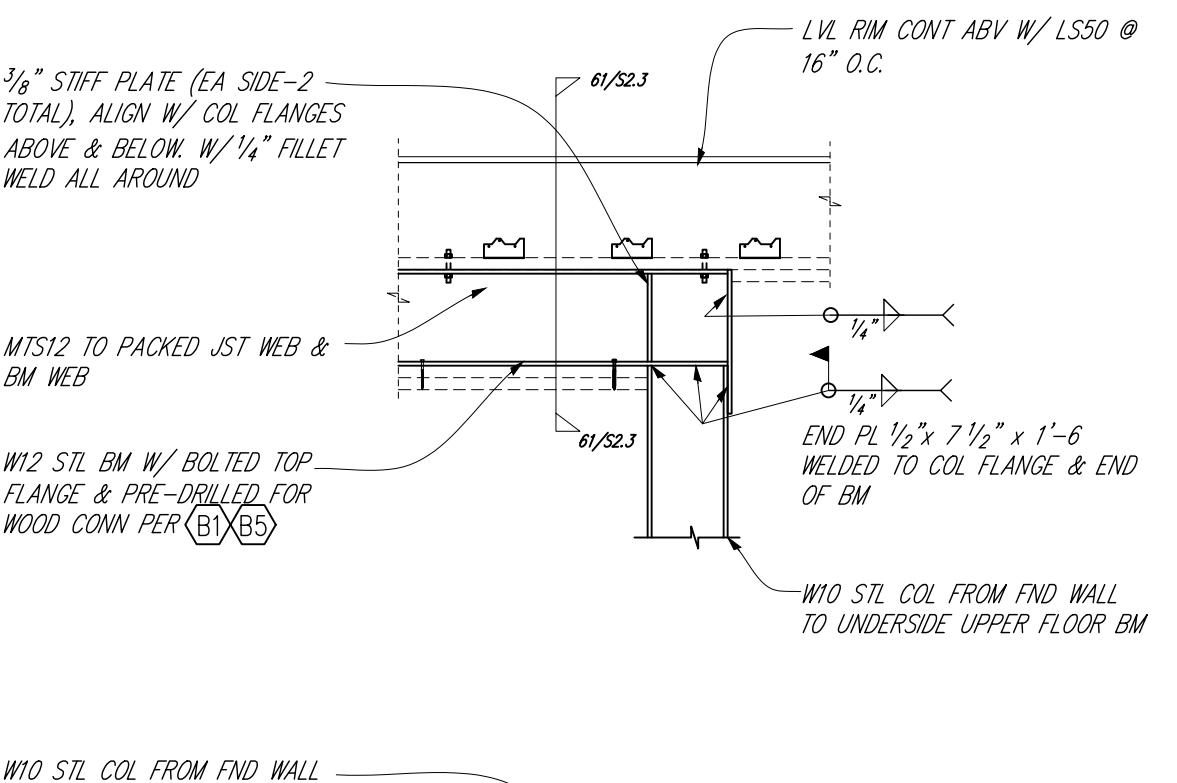 LVL RIM CONT ABV W/ LS50 @
16" O.C.
3/8" STIFF PLATE (EA SIDE-2
TOTAL), ALIGN W/ COL FLANGES
ABOVE & BELOW. W/ 1/4" FILLET
WELD ALL AROUND
61/S2.3
MTS12 TO PACKED JST WEB &
BM WEB
1/4"
1/4"
61/S2.3
END PL 1/2"x 7 1/2" x 1'-6
WELDED TO COL FLANGE & END
OF BM
W12 STL BM W/ BOLTED TOP
FLANGE & PRE-DRILLED FOR
WOOD CONN PER B1 B5
W10 STL COL FROM FND WALL
TO UNDERSIDE UPPER FLOOR BM
W10 STL COL FROM FND WALL